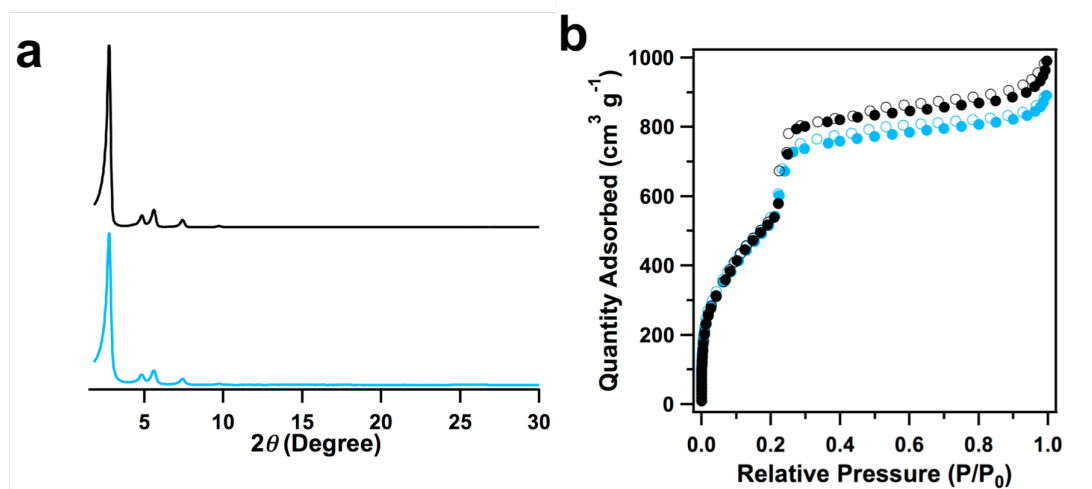 a
5 10 15 20 25 30
2θ (Degree)
b
Quantity Adsorbed (cm³ g⁻¹)
1000
800
600
400
200
0
0.0 0.2 0.4 0.6 0.8 1.0
Relative Pressure (P/P₀)